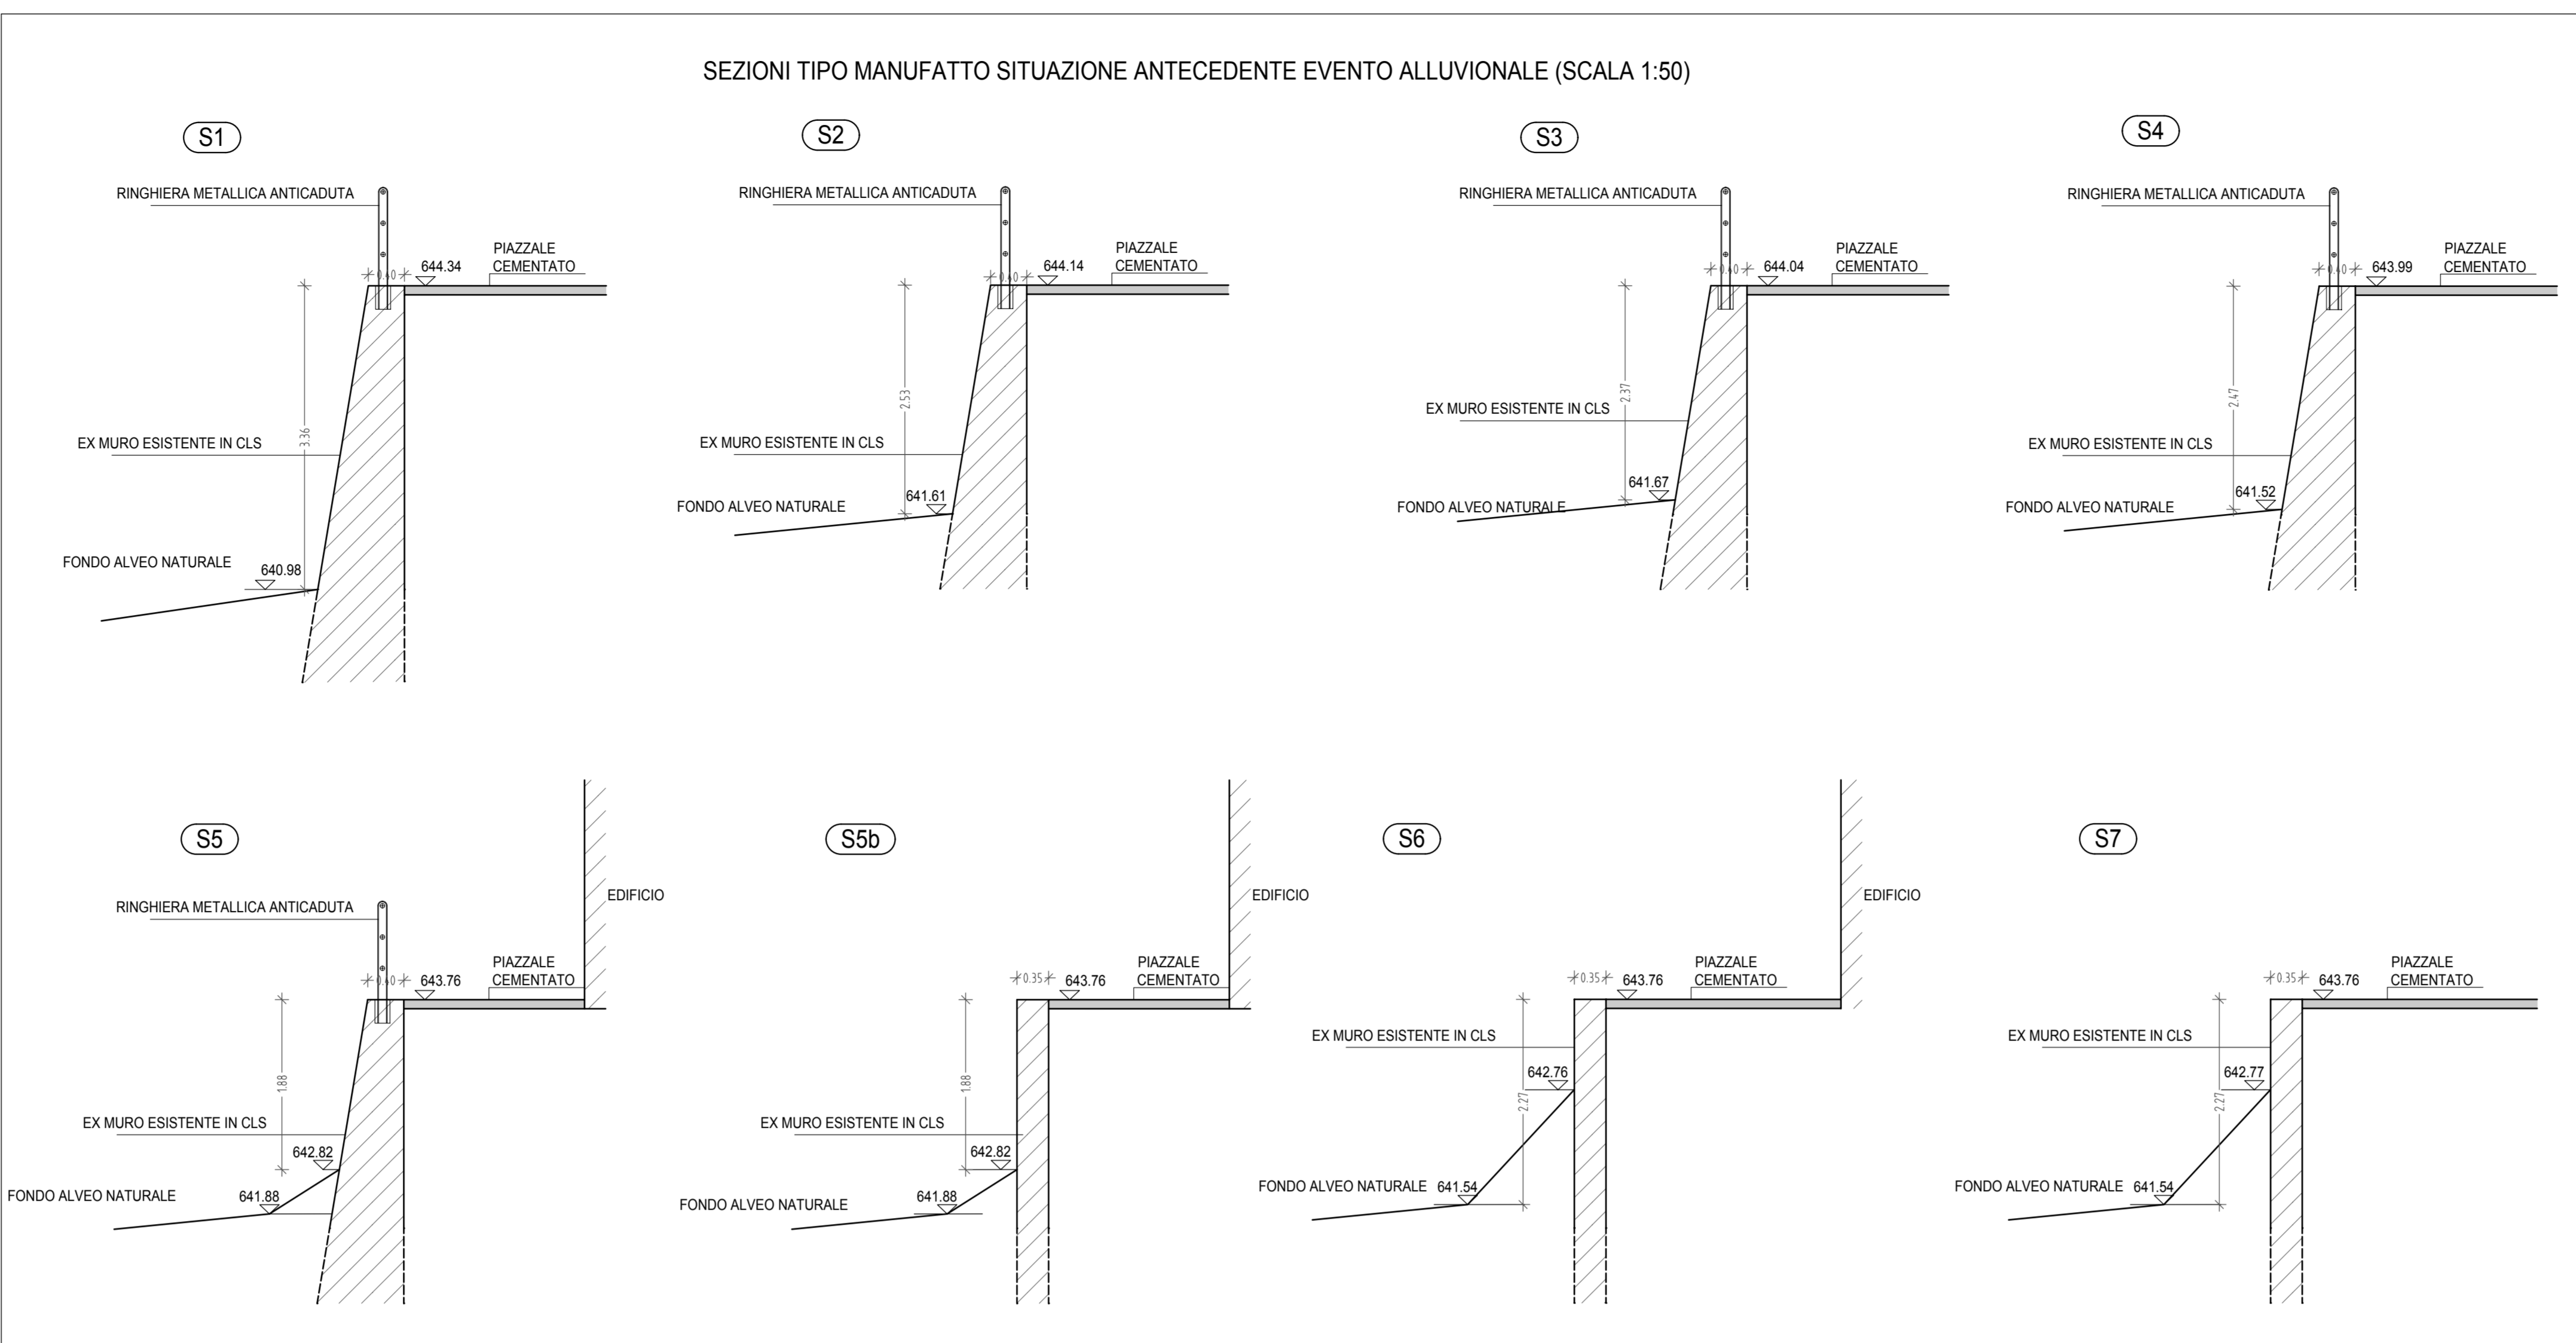 SEZIONI TIPO MANUFATTO SITUAZIONE ANTECEDENTE EVENTO ALLUVIONALE (SCALA 1:50)
S1
RINGHIERA METALLICA ANTICADUTA
PIAZZALE
CEMENTATO
0.40
644.34
3.36
EX MURO ESISTENTE IN CLS
FONDO ALVEO NATURALE
640.98
S2
RINGHIERA METALLICA ANTICADUTA
PIAZZALE
CEMENTATO
0.40
644.14
2.53
EX MURO ESISTENTE IN CLS
641.61
FONDO ALVEO NATURALE
S3
RINGHIERA METALLICA ANTICADUTA
PIAZZALE
CEMENTATO
0.40
644.04
2.37
EX MURO ESISTENTE IN CLS
641.67
FONDO ALVEO NATURALE
S4
RINGHIERA METALLICA ANTICADUTA
PIAZZALE
CEMENTATO
0.40
643.99
2.47
EX MURO ESISTENTE IN CLS
641.52
FONDO ALVEO NATURALE
S5
EDIFICIO
RINGHIERA METALLICA ANTICADUTA
PIAZZALE
CEMENTATO
0.40
643.76
1.88
EX MURO ESISTENTE IN CLS
642.82
FONDO ALVEO NATURALE
641.88
S5b
EDIFICIO
PIAZZALE
CEMENTATO
0.35
643.76
1.88
EX MURO ESISTENTE IN CLS
642.82
641.88
FONDO ALVEO NATURALE
S6
EDIFICIO
PIAZZALE
CEMENTATO
0.35
643.76
EX MURO ESISTENTE IN CLS
642.76
2.27
FONDO ALVEO NATURALE
641.54
S7
PIAZZALE
CEMENTATO
0.35
643.76
EX MURO ESISTENTE IN CLS
642.77
2.27
FONDO ALVEO NATURALE
641.54